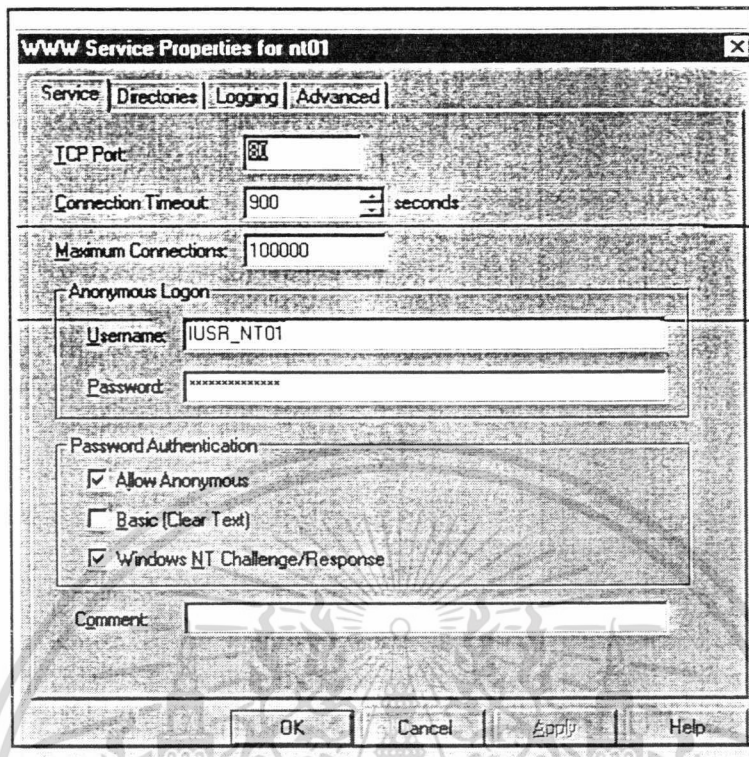 WWW Service Properties for nt01
Service Directories Logging Advanced
TCP Port: 80
Connection Timeout: 900 seconds
Maximum Connections: 100000
Anonymous Logon
Username: IUSR_NT01
Password: **************
Password Authentication
Allow Anonymous
Basic (Clear Text)
Windows NT Challenge/Response
Comment:
OK Cancel Apply Help